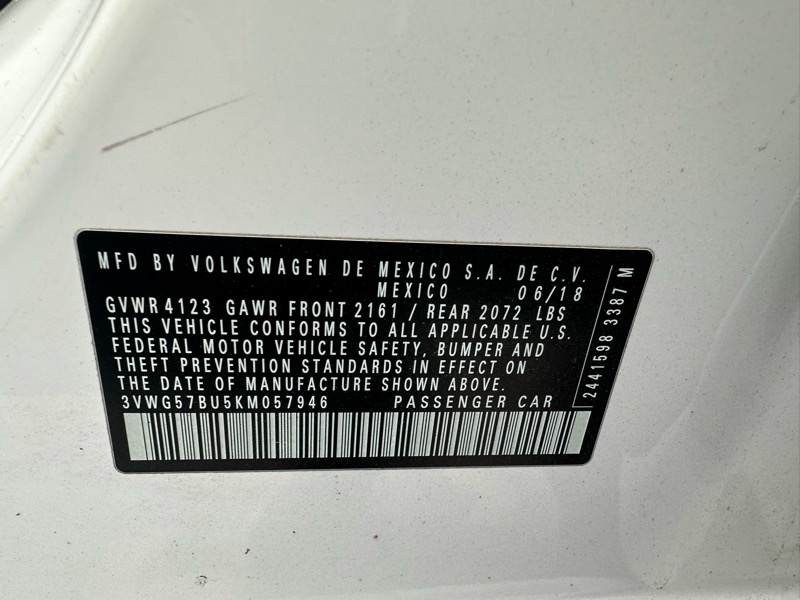 MFD BY VOLKSWAGEN DE MEXICO S.A. DE C.V.
MEXICO 06/18
GVWR 4123 GAWR FRONT 2161 / REAR 2072 LBS
THIS VEHICLE CONFORMS TO ALL APPLICABLE U.S.
FEDERAL MOTOR VEHICLE SAFETY, BUMPER AND
THEFT PREVENTION STANDARDS IN EFFECT ON
THE DATE OF MANUFACTURE SHOWN ABOVE.
3VWG57BU5KM057946 PASSENGER CAR
2441598 3387 M